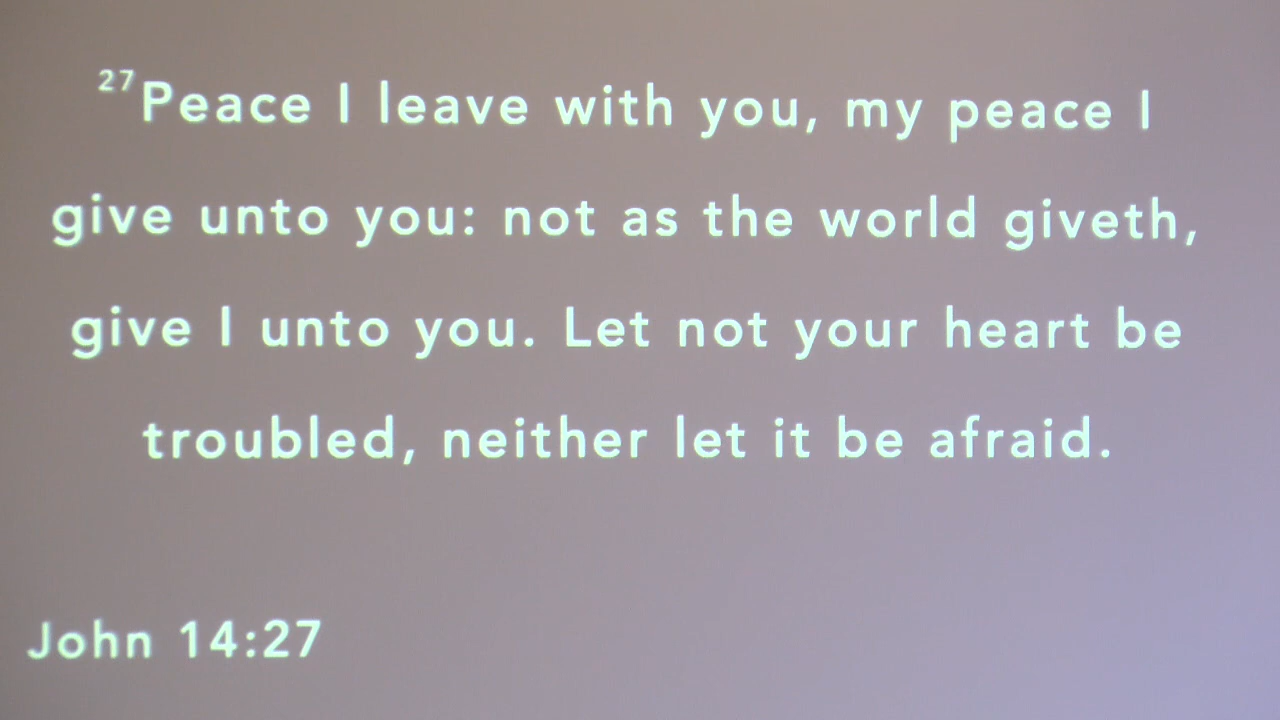 27Peace I leave with you, my peace I
give unto you: not as the world giveth,
give I unto you. Let not your heart be
troubled, neither let it be afraid.
John 14:27